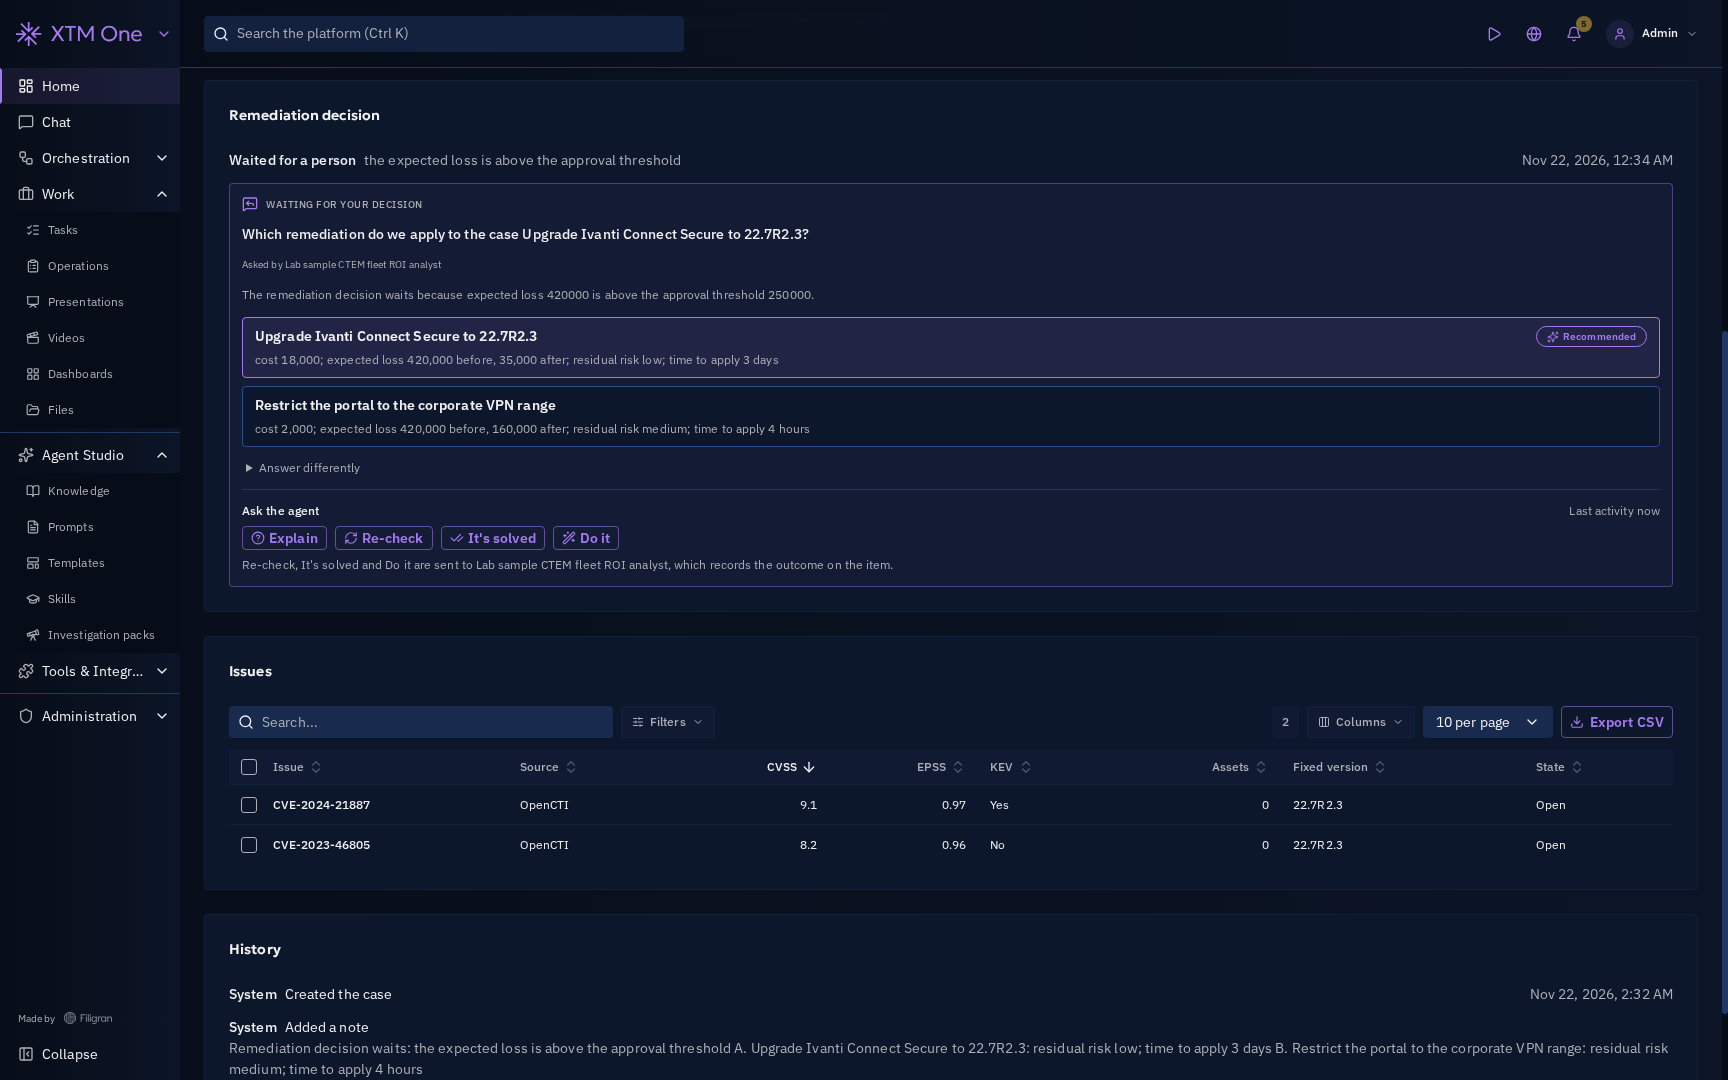 XTM One
Search the platform (Ctrl K)
5
Admin
Home
Chat
Orchestration
Work
Tasks
Operations
Presentations
Videos
Dashboards
Files
Agent Studio
Knowledge
Prompts
Templates
Skills
Investigation packs
Tools & Integr...
Administration
Made by Filigran
Collapse
Remediation decision
Waited for a person the expected loss is above the approval threshold Nov 22, 2026, 12:34 AM
WAITING FOR YOUR DECISION
Which remediation do we apply to the case Upgrade Ivanti Connect Secure to 22.7R2.3?
Asked by Lab sample CTEM fleet ROI analyst
The remediation decision waits because expected loss 420000 is above the approval threshold 250000.
Upgrade Ivanti Connect Secure to 22.7R2.3 Recommended
cost 18,000; expected loss 420,000 before, 35,000 after; residual risk low; time to apply 3 days
Restrict the portal to the corporate VPN range
cost 2,000; expected loss 420,000 before, 160,000 after; residual risk medium; time to apply 4 hours
Answer differently
Ask the agent Last activity now
Explain Re-check It's solved Do it
Re-check, It's solved and Do it are sent to Lab sample CTEM fleet ROI analyst, which records the outcome on the item.
Issues
Search... Filters 2 Columns 10 per page Export CSV
Issue Source CVSS EPSS KEV Assets Fixed version State
CVE-2024-21887 OpenCTI 9.1 0.97 Yes 0 22.7R2.3 Open
CVE-2023-46805 OpenCTI 8.2 0.96 No 0 22.7R2.3 Open
History
System Created the case Nov 22, 2026, 2:32 AM
System Added a note
Remediation decision waits: the expected loss is above the approval threshold A. Upgrade Ivanti Connect Secure to 22.7R2.3: residual risk low; time to apply 3 days B. Restrict the portal to the corporate VPN range: residual risk
medium; time to apply 4 hours